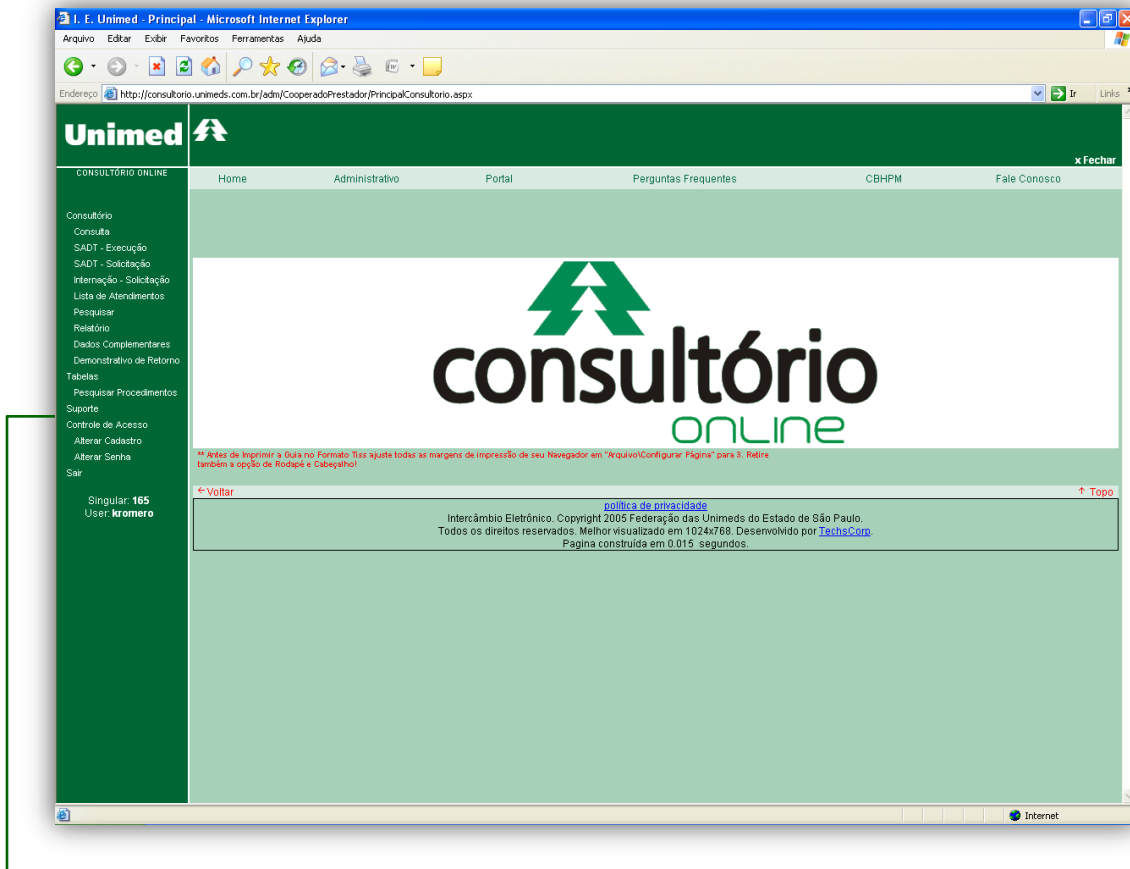 I. E. Unimed - Principal - Microsoft Internet Explorer
Arquivo Editar Exibir Favoritos Ferramentas Ajuda
Endereço http://consultorio.unimeds.com.br/adm/CooperadoPrestador/PrincipalConsultorio.aspx Ir Links
Unimed
x Fechar
CONSULTÓRIO ONLINE
Home Administrativo Portal Perguntas Frequentes CBHPM Fale Conosco
Consultório
Consulta
SADT - Execução
SADT - Solicitação
Internação - Solicitação
Lista de Atendimentos
Pesquisar
Relatório
Dados Complementares
Demonstrativo de Retorno
Tabelas
Pesquisar Procedimentos
Suporte
Controle de Acesso
Alterar Cadastro
Alterar Senha
Sair
Singular: 165
User: kromero
consultório
online
** Antes de Imprimir a Guia no Formato Tiss ajuste todas as margens de impressão de seu Navegador em "Arquivo\Configurar Página" para 3. Retire
também a opção de Rodapé e Cabeçalho!
←Voltar ↑ Topo
política de privacidade
Intercâmbio Eletrônico. Copyright 2005 Federação das Unimeds do Estado de São Paulo.
Todos os direitos reservados. Melhor visualizado em 1024x768. Desenvolvido por TechsCorp.
Pagina construída em 0.015 segundos.
Internet